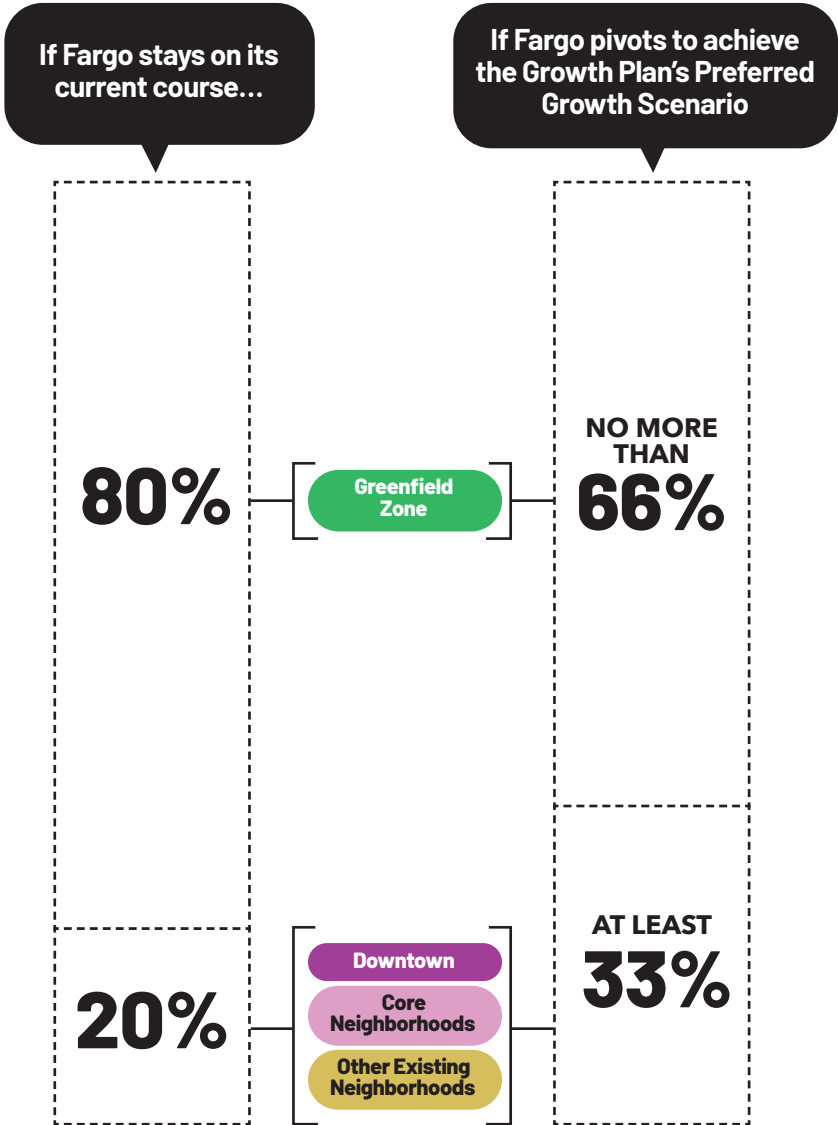 If Fargo stays on its
current course…
If Fargo pivots to achieve
the Growth Plan's Preferred
Growth Scenario
80%
Greenfield
Zone
NO MORE
THAN
66%
20%
Downtown
Core
Neighborhoods
Other Existing
Neighborhoods
AT LEAST
33%